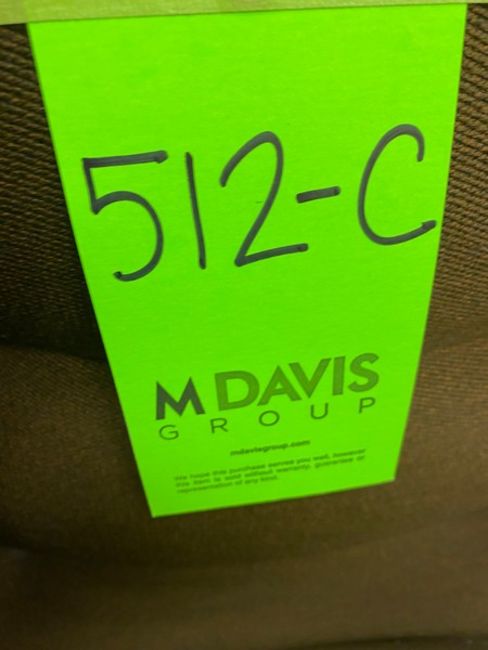 512-C
M DAVIS
GROUP
mdavisgroup.com
We hope this purchase served you well, however
this item is sold without warranty, guarantee or
representation of any kind.